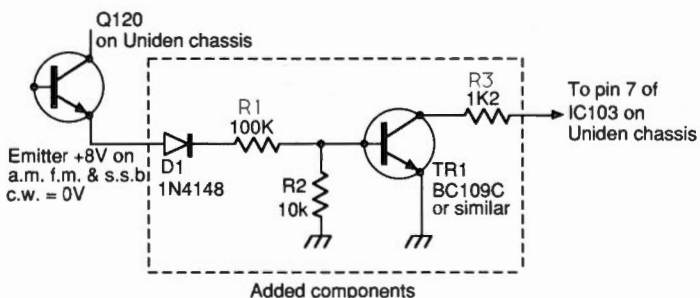 Q120
on Uniden chassis
R1
100K
R3
1K2
To pin 7 of
IC103 on
Uniden chassis
Emitter +8V on
a.m. f.m. & s.s.b.
c.w. = 0V
D1
1N4148
R2
10k
TR1
BC109C
or similar
Added components